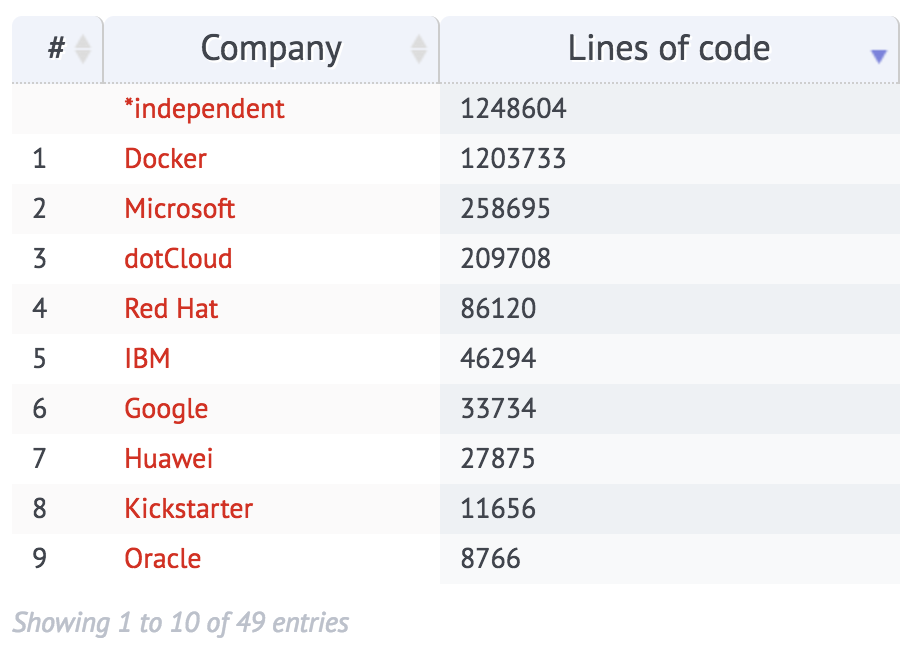 # Company Lines of code
*independent 1248604
1 Docker 1203733
2 Microsoft 258695
3 dotCloud 209708
4 Red Hat 86120
5 IBM 46294
6 Google 33734
7 Huawei 27875
8 Kickstarter 11656
9 Oracle 8766
Showing 1 to 10 of 49 entries